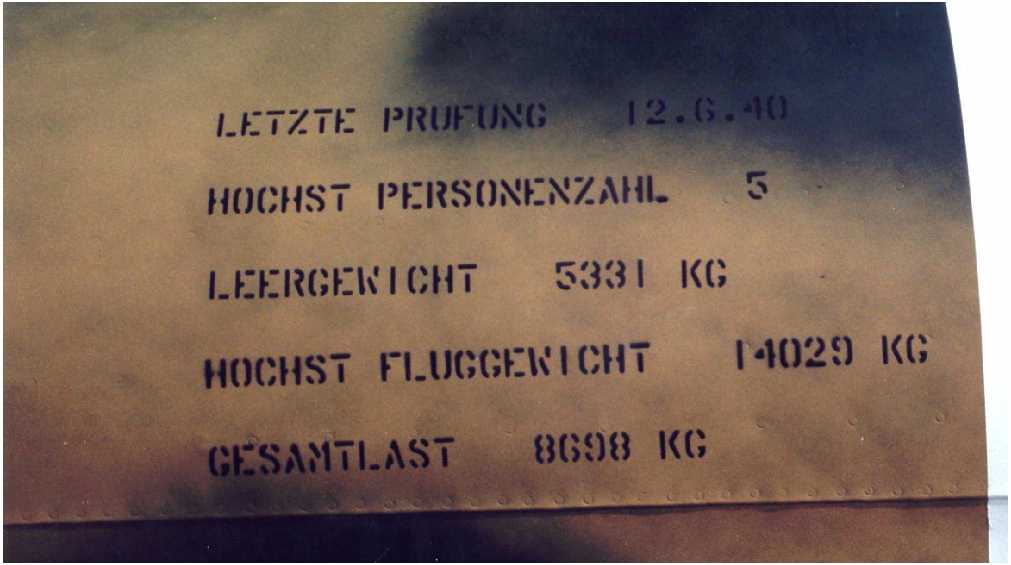 LETZTE PRUFUNG 12.6.40
HOCHST PERSONENZAHL 5
LEERGEWICHT 5331 KG
HOCHST FLUGGEWICHT 14029 KG
GESAMTLAST 8698 KG